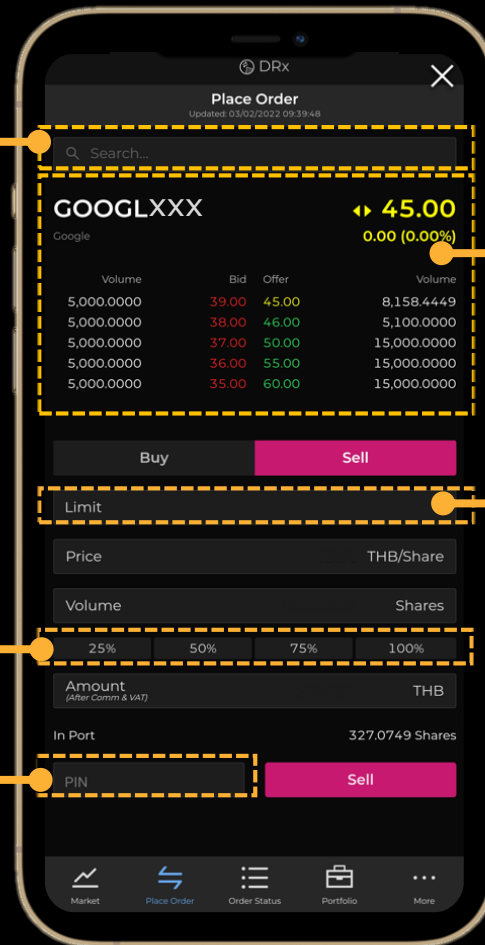 DRx
Place Order
Updated: 03/02/2022 09:39:48
Search...
GOOGLXXX 45.00
Google 0.00 (0.00%)
Volume Bid Offer Volume
5,000.0000 39.00 45.00 8,158.4449
5,000.0000 38.00 46.00 5,100.0000
5,000.0000 37.00 50.00 15,000.0000
5,000.0000 36.00 55.00 15,000.0000
5,000.0000 35.00 60.00 15,000.0000
Buy Sell
Limit
Price THB/Share
Volume Shares
25% 50% 75% 100%
Amount THB
(After Comm & VAT)
In Port 327.0749 Shares
PIN Sell
Market Place Order Order Status Portfolio More